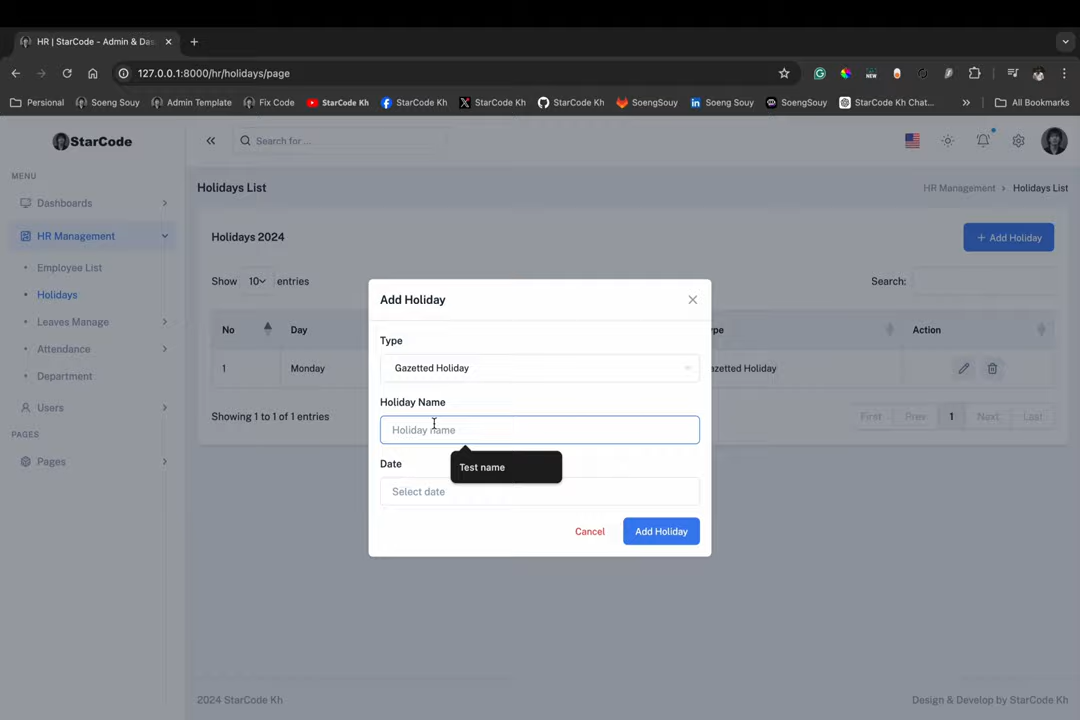 HR | StarCode - Admin & Das
127.0.0.1:8000/hr/holidays/page
Personal Soeng Souy Admin Template Fix Code StarCode Kh StarCode Kh StarCode Kh StarCode Kh SoengSouy Soeng Souy SoengSouy StarCode Kh Chat... » All Bookmarks
StarCode
Search for ...
MENU
Dashboards
HR Management
Employee List
Holidays
Leaves Manage
Attendance
Department
Users
PAGES
Pages
Holidays List
HR Management Holidays List
Holidays 2024
+ Add Holiday
Show 10 entries
Search:
No Day ype Action
1 Monday azetted Holiday
Showing 1 to 1 of 1 entries
First Prev 1 Next Last
Add Holiday
Type
Gazetted Holiday
Holiday Name
Holiday name
Test name
Date
Select date
Cancel Add Holiday
2024 StarCode Kh
Design & Develop by StarCode Kh